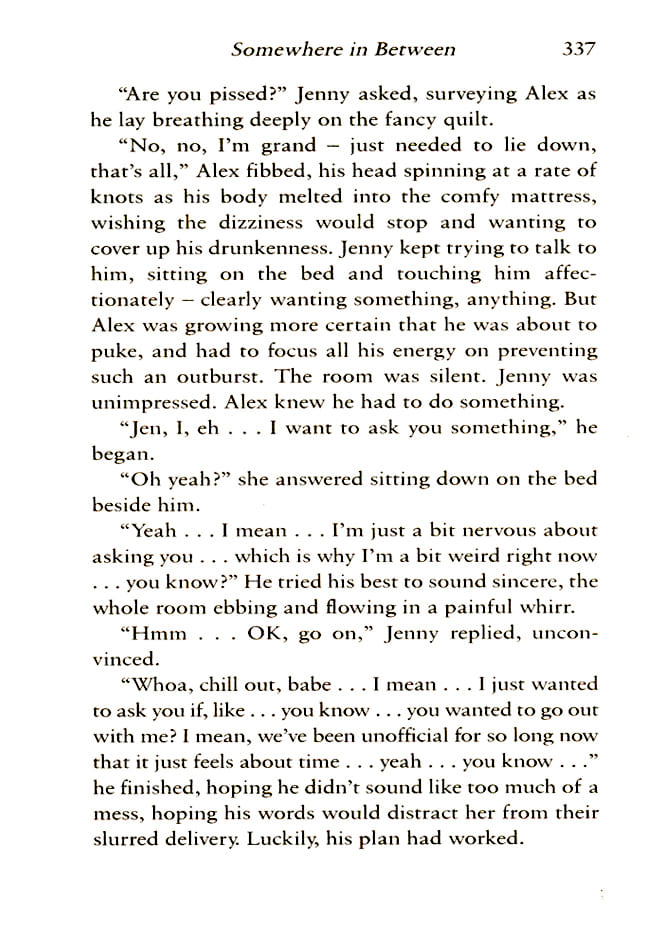 Somewhere in Between 337
“Are you pissed?” Jenny asked, surveying Alex as
he lay breathing deeply on the fancy quilt.
“No, no, I’m grand – just needed to lie down,
that’s all,” Alex fibbed, his head spinning at a rate of
knots as his body melted into the comfy mattress,
wishing the dizziness would stop and wanting to
cover up his drunkenness. Jenny kept trying to talk to
him, sitting on the bed and touching him affec-
tionately – clearly wanting something, anything. But
Alex was growing more certain that he was about to
puke, and had to focus all his energy on preventing
such an outburst. The room was silent. Jenny was
unimpressed. Alex knew he had to do something.
“Jen, I, eh . . . I want to ask you something,” he
began.
“Oh yeah?” she answered sitting down on the bed
beside him.
“Yeah . . . I mean . . . I’m just a bit nervous about
asking you . . . which is why I’m a bit weird right now
. . . you know?” He tried his best to sound sincere, the
whole room ebbing and flowing in a painful whirr.
“Hmm . . . OK, go on,” Jenny replied, uncon-
vinced.
“Whoa, chill out, babe . . . I mean . . . I just wanted
to ask you if, like . . . you know . . . you wanted to go out
with me? I mean, we’ve been unofficial for so long now
that it just feels about time . . . yeah . . . you know . . .”
he finished, hoping he didn’t sound like too much of a
mess, hoping his words would distract her from their
slurred delivery. Luckily, his plan had worked.